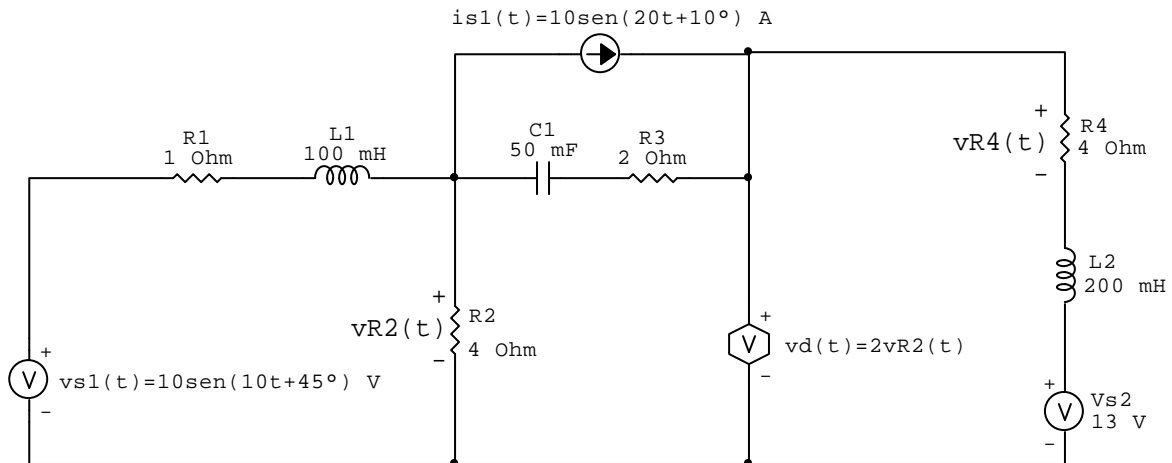 is1(t)=10sen(20t+10°) A
R1
1 Ohm
L1
100 mH
C1
50 mF
R3
2 Ohm
+
vR4(t)
-
R4
4 Ohm
L2
200 mH
+
vR2(t)
-
R2
4 Ohm
+
V
-
vd(t)=2vR2(t)
+
V
-
vs1(t)=10sen(10t+45°) V
+
V
-
Vs2
13 V